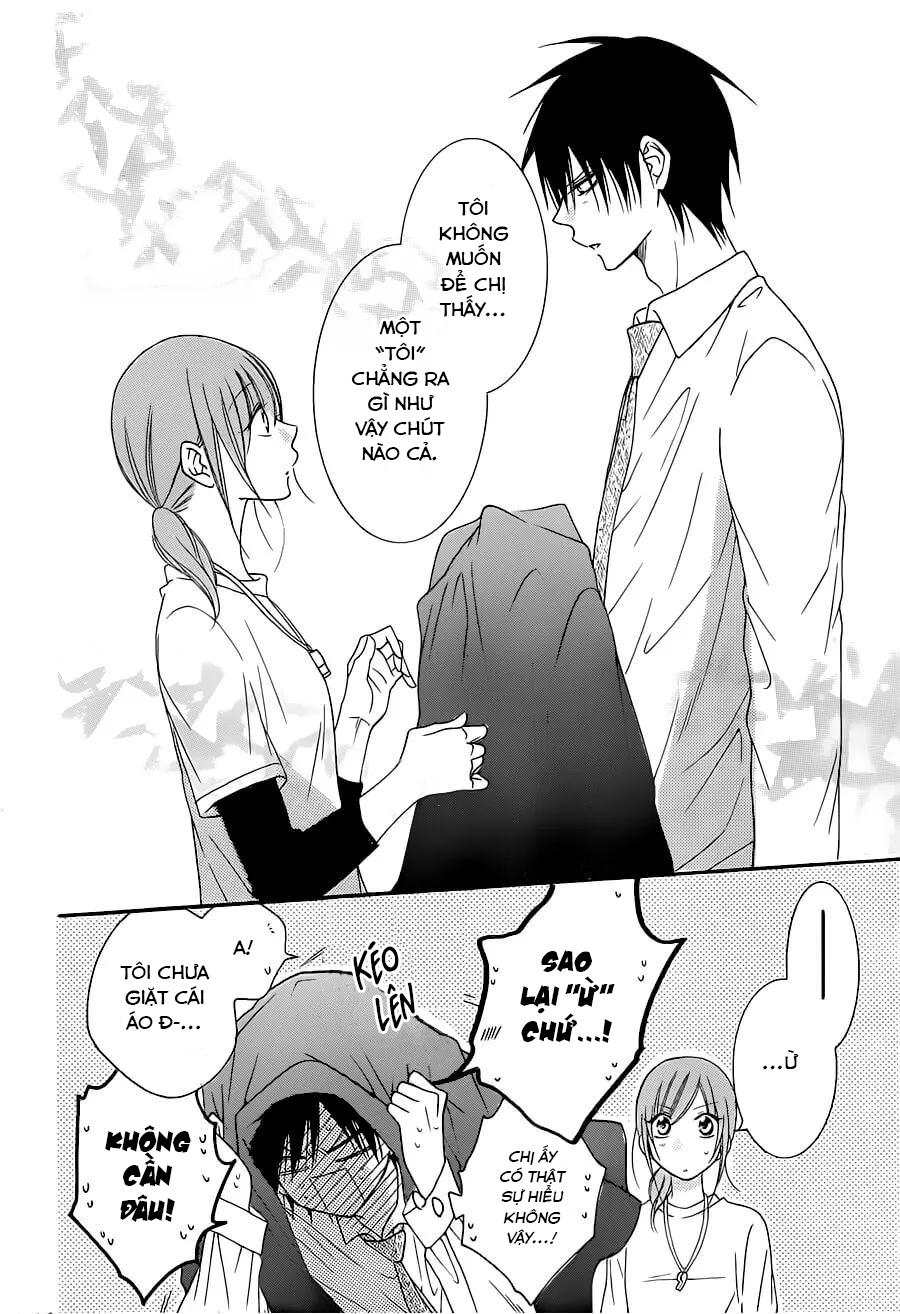 TÔI
KHÔNG
MUỐN
ĐỂ CHỊ
THẤY...
MỘT
"TÔI"
CHẲNG RA
GÌ NHƯ
VẬY CHÚT
NÀO CẢ.
...Ừ
SAO
LẠI "Ừ"
CHỨ...!
CHỊ ẤY
CÓ THẬT
SỰ HIỂU
KHÔNG
VẬY...!
KÉO
LÊN
A!
TÔI CHƯA
GIẶT CÁI
ÁO Đ-...
KHÔNG
CẦN
ĐÂU!